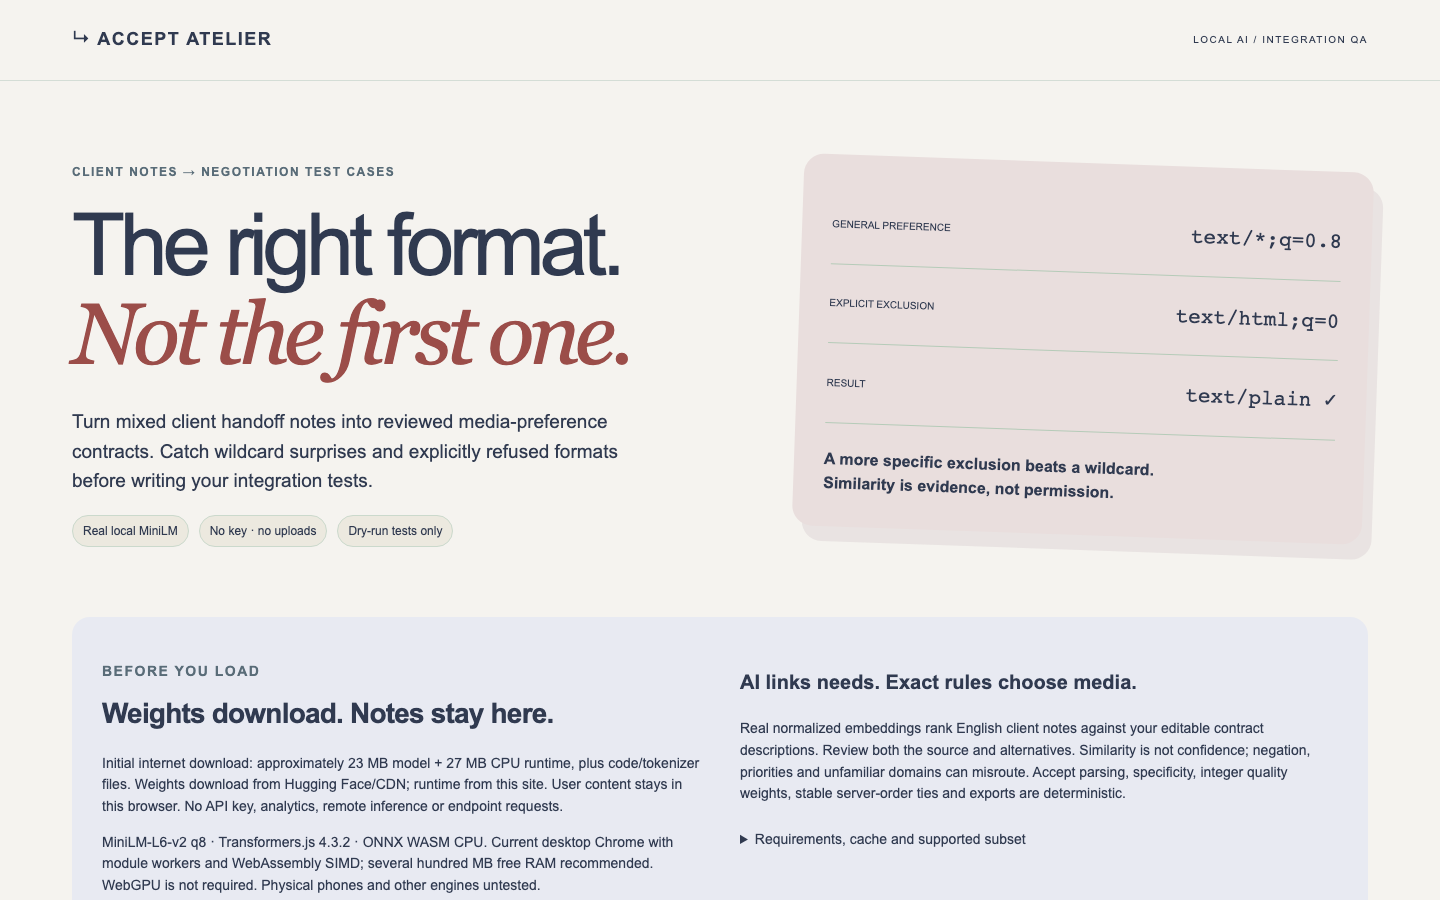 ↳ ACCEPT ATELIER
LOCAL AI / INTEGRATION QA
CLIENT NOTES → NEGOTIATION TEST CASES
The right format.
Not the first one.
Turn mixed client handoff notes into reviewed media-preference
contracts. Catch wildcard surprises and explicitly refused formats
before writing your integration tests.
Real local MiniLM
No key · no uploads
Dry-run tests only
GENERAL PREFERENCE
text/*;q=0.8
EXPLICIT EXCLUSION
text/html;q=0
RESULT
text/plain ✓
A more specific exclusion beats a wildcard.
Similarity is evidence, not permission.
BEFORE YOU LOAD
Weights download. Notes stay here.
Initial internet download: approximately 23 MB model + 27 MB CPU runtime, plus code/tokenizer
files. Weights download from Hugging Face/CDN; runtime from this site. User content stays in
this browser. No API key, analytics, remote inference or endpoint requests.
MiniLM-L6-v2 q8 · Transformers.js 4.3.2 · ONNX WASM CPU. Current desktop Chrome with
module workers and WebAssembly SIMD; several hundred MB free RAM recommended.
WebGPU is not required. Physical phones and other engines untested.
AI links needs. Exact rules choose media.
Real normalized embeddings rank English client notes against your editable contract
descriptions. Review both the source and alternatives. Similarity is not confidence; negation,
priorities and unfamiliar domains can misroute. Accept parsing, specificity, integer quality
weights, stable server-order ties and exports are deterministic.
▶ Requirements, cache and supported subset